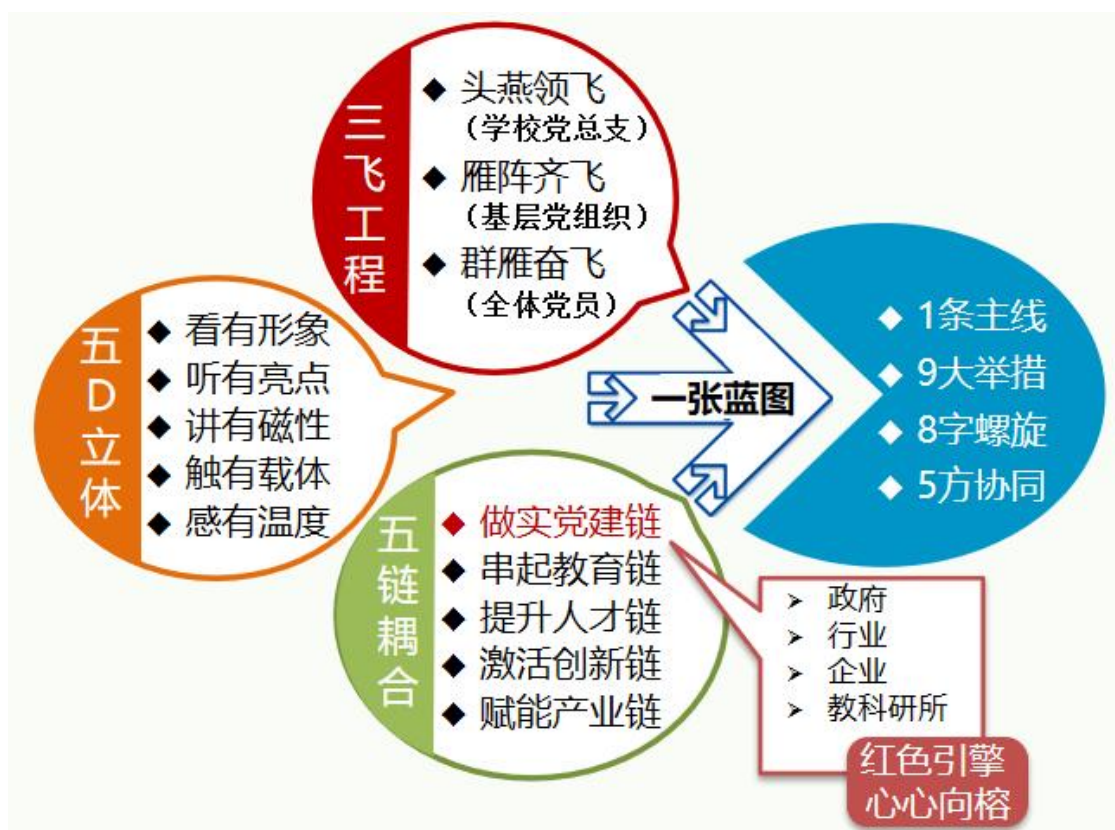 三飞工程
◆ 头燕领飞
（学校党总支）
◆ 雁阵齐飞
（基层党组织）
◆ 群雁奋飞
（全体党员）
五D立体
◆ 看有形象
◆ 听有亮点
◆ 讲有磁性
◆ 触有载体
◆ 感有温度
五链耦合
◆ 做实党建链
◆ 串起教育链
◆ 提升人才链
◆ 激活创新链
◆ 赋能产业链
➢ 政府
➢ 行业
➢ 企业
➢ 教科研所
红色引擎
心心向榕
一张蓝图
◆ 1条主线
◆ 9大举措
◆ 8字螺旋
◆ 5方协同